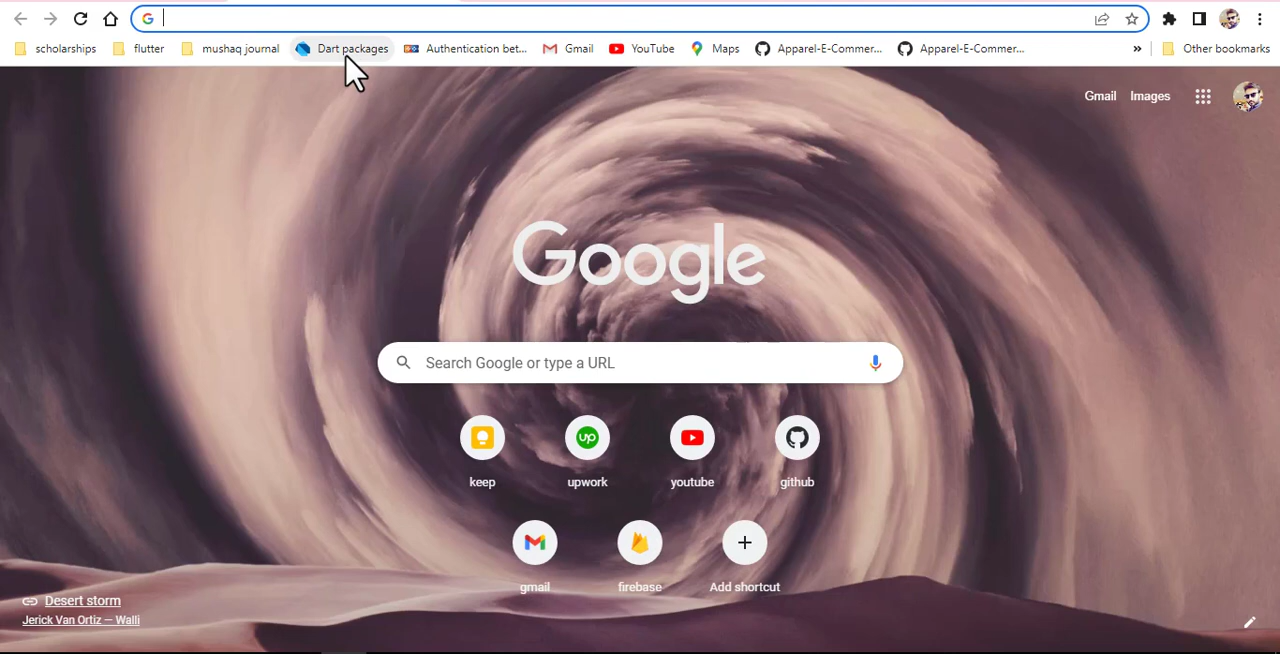 scholarships flutter mushaq journal Dart packages Authentication bet... Gmail YouTube Maps Apparel-E-Commer... Apparel-E-Commer... » Other bookmarks
Gmail Images
Google
Search Google or type a URL
keep upwork youtube github
gmail firebase Add shortcut
Desert storm
Jerick Van Ortiz — Walli